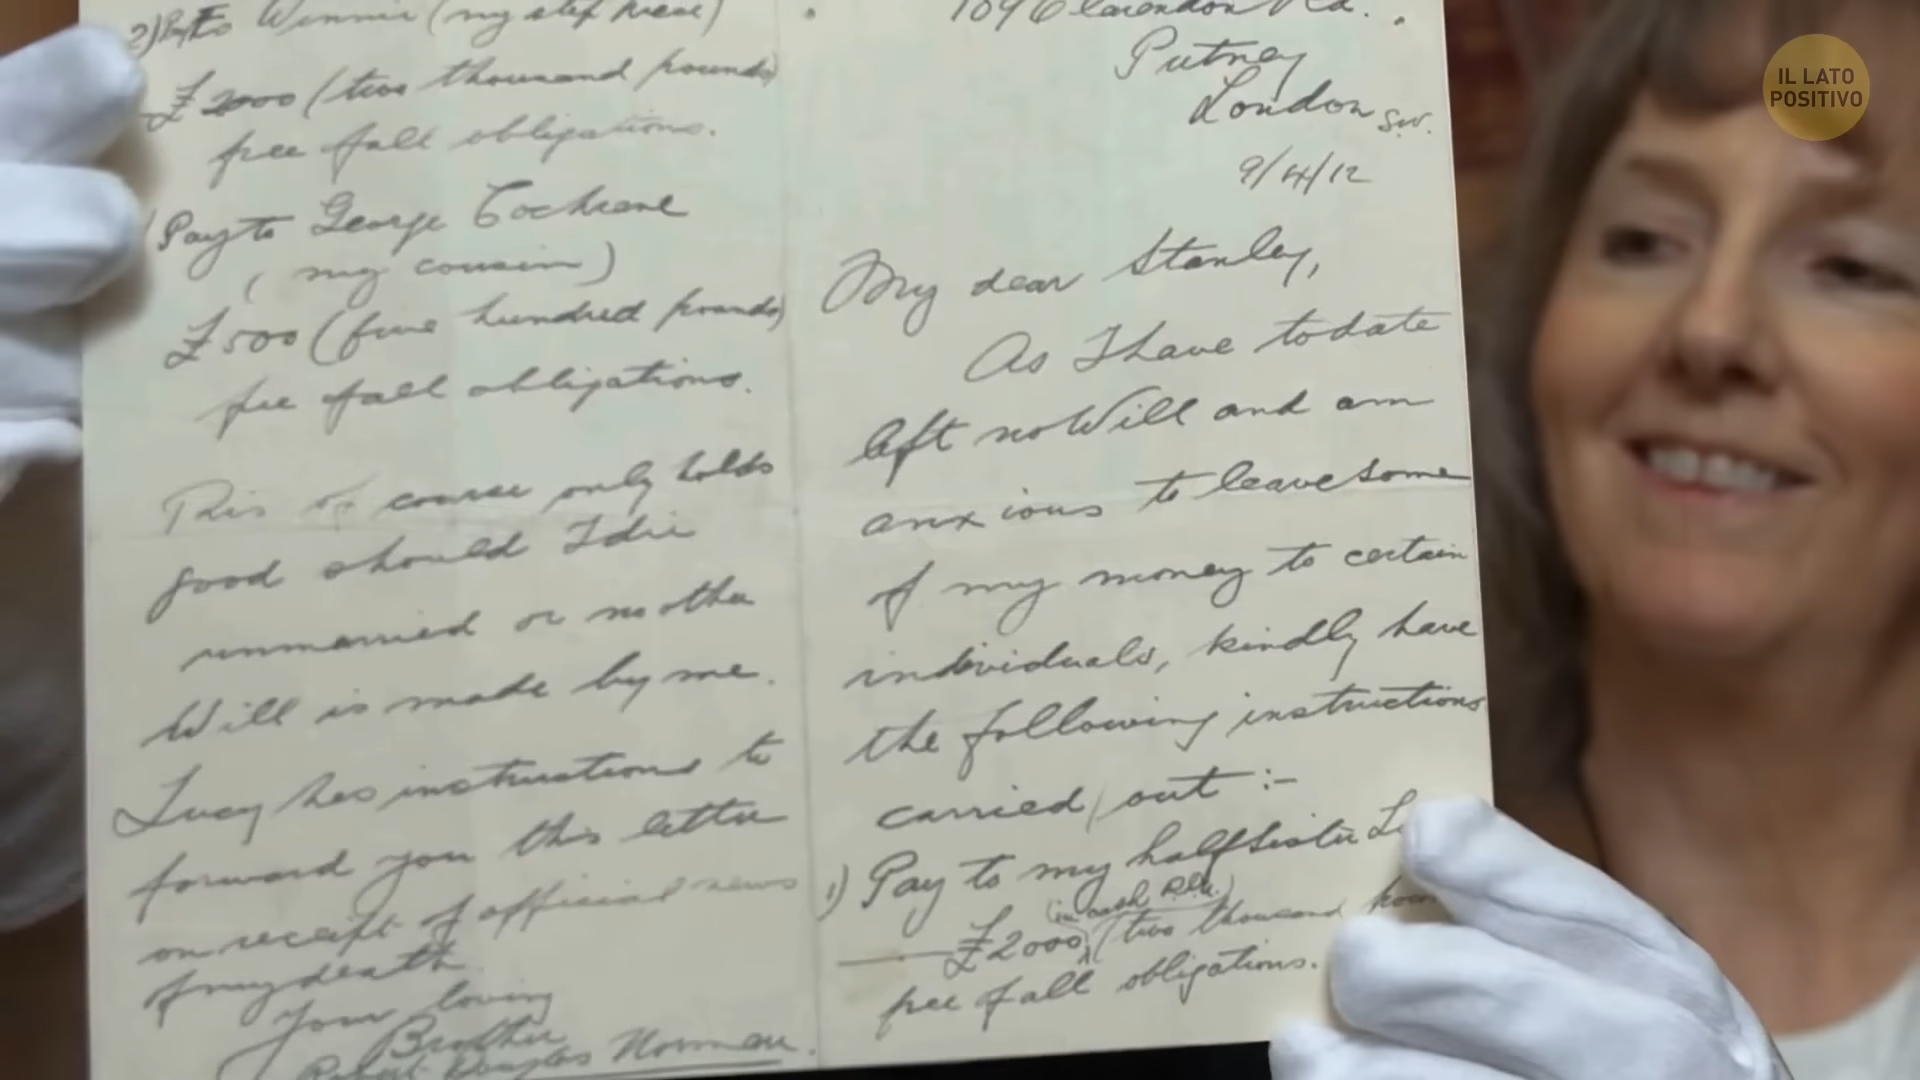 109 Clarendon Rd.
Putney
London S.W.
9/4/12
My dear Stanley,
As I have to date
left no Will and am
anxious to leave some
of my money to certain
individuals, kindly have
the following instructions
carried out :-
1) Pay to my half sister
(in cash R.D.N.)
£2000 (two thousand
free of all obligations.
2) Pay to Winnie (my step niece)
£2000 (two thousand pounds)
free of all obligations.
Pay to George Cochrane
(my cousin)
£500 (five hundred pounds)
free of all obligations.
This of course only holds
good should I die
unmarried or no other
Will is made by me.
Lucy has instructions to
forward you this letter
on receipt of official news
of my death.
Your loving
Brother
Robert Douglas Norman.
IL LATO
POSITIVO